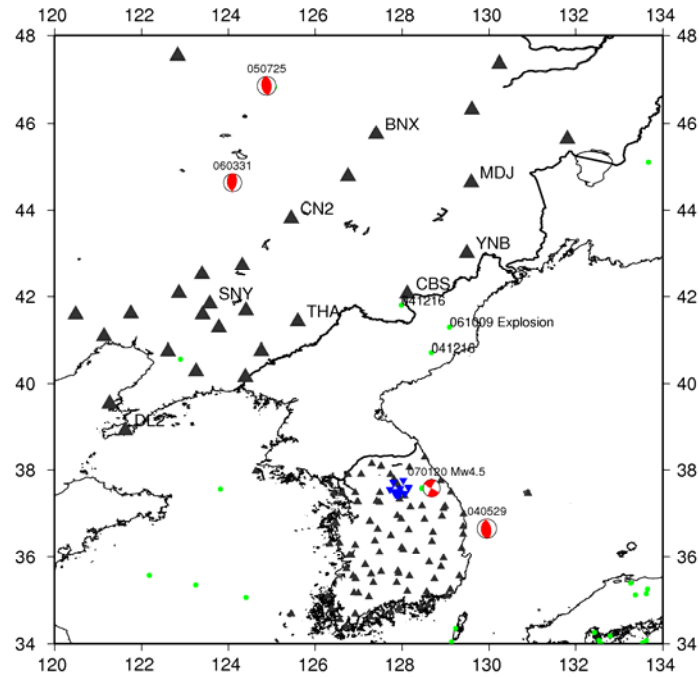 120 122 124 126 128 130 132 134
48 48
050725
BNX
46 46
060331
MDJ
44 44
CN2
YNB
CBS
SNY
42 42
041216
THA
061009 Explosion
041216
40 40
DL2
38 38
070120 Mw4.5
040529
36 36
34 34
120 122 124 126 128 130 132 134